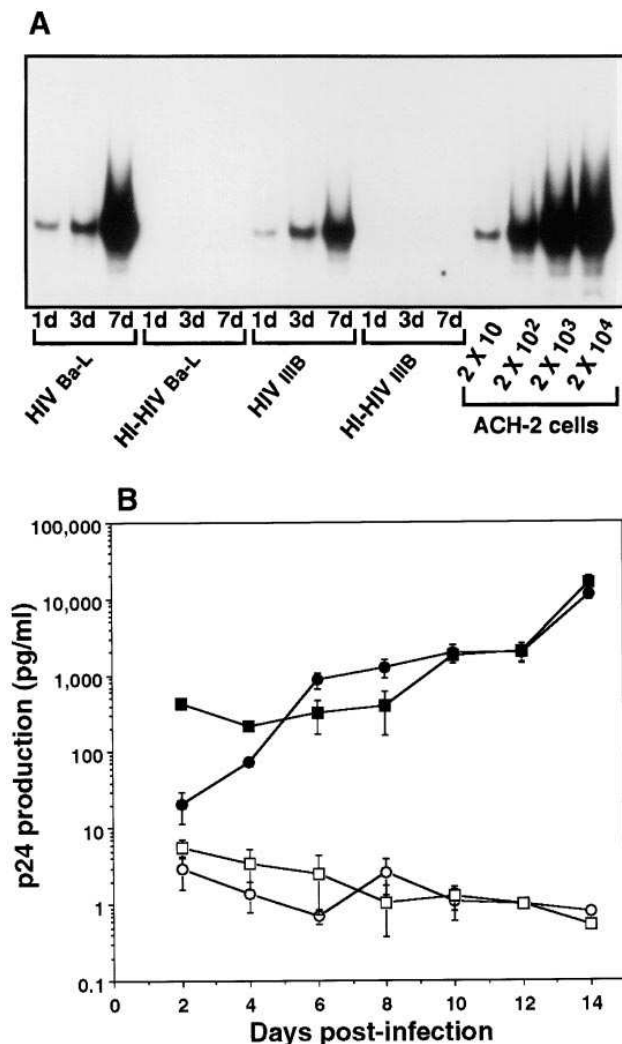 A
1d 3d 7d 1d 3d 7d 1d 3d 7d 1d 3d 7d 2 X 10 2 X 10² 2 X 10³ 2 X 10⁴
HIV Ba-L HI-HIV Ba-L HIV IIIB HI-HIV IIIB ACH-2 cells
B
100,000
10,000
1,000
100
10
1
0.1
p24 production (pg/ml)
0 2 4 6 8 10 12 14
Days post-infection